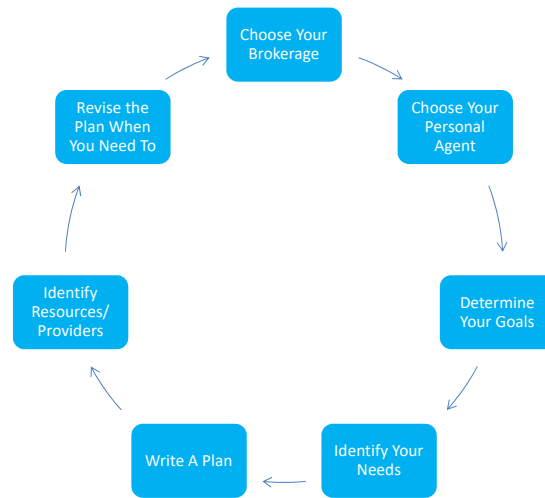 Choose Your
Brokerage
Choose Your
Personal
Agent
Determine
Your Goals
Identify Your
Needs
Write A Plan
Identify
Resources/
Providers
Revise the
Plan When
You Need To